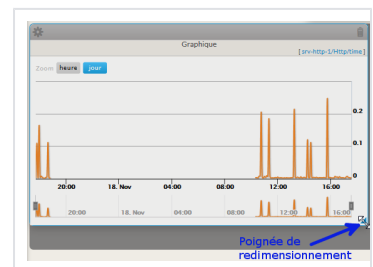 Graphique
[ srv-http-1/Http/time ]
Zoom heure jour
0.2
0.1
0
20:00 18. Nov 04:00 08:00 12:00 16:00
20:00 18. Nov 04:00 08:00 12:00 16:00
Poignée de
redimensionnement